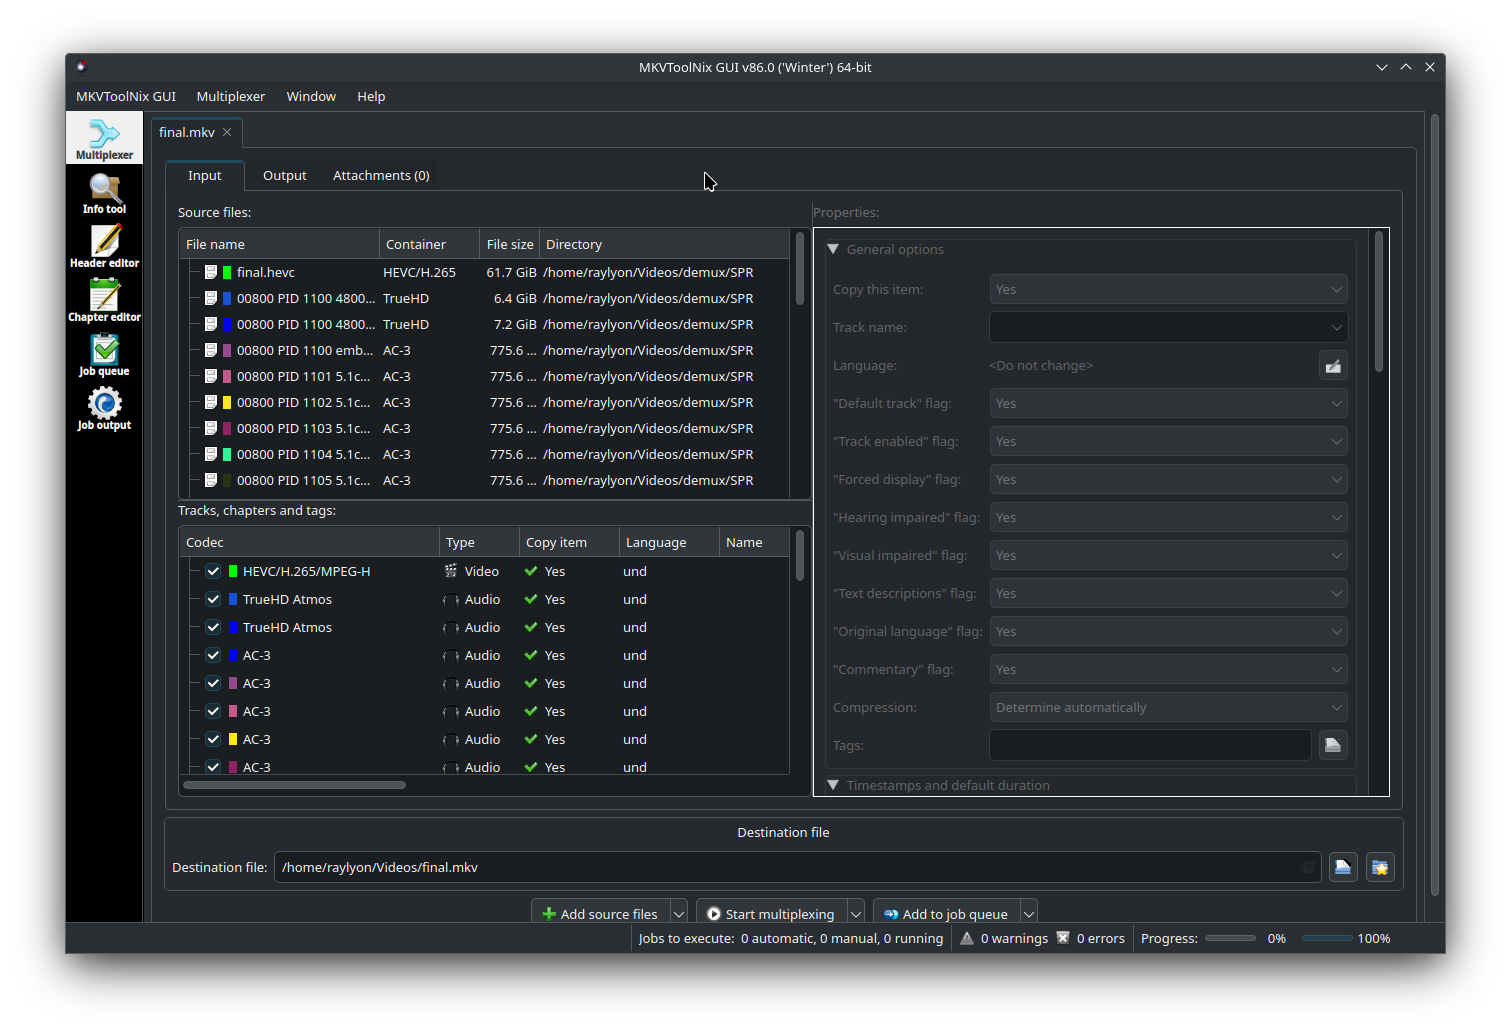 MKVToolNix GUI v86.0 ('Winter') 64-bit
MKVToolNix GUI Multiplexer Window Help
Multiplexer
Info tool
Header editor
Chapter editor
Job queue
Job output
final.mkv
Input Output Attachments (0)
Source files:
File name Container File size Directory
final.hevc HEVC/H.265 61.7 GiB /home/raylyon/Videos/demux/SPR
00800 PID 1100 4800... TrueHD 6.4 GiB /home/raylyon/Videos/demux/SPR
00800 PID 1100 4800... TrueHD 7.2 GiB /home/raylyon/Videos/demux/SPR
00800 PID 1100 emb... AC-3 775.6 ... /home/raylyon/Videos/demux/SPR
00800 PID 1101 5.1c... AC-3 775.6 ... /home/raylyon/Videos/demux/SPR
00800 PID 1102 5.1c... AC-3 775.6 ... /home/raylyon/Videos/demux/SPR
00800 PID 1103 5.1c... AC-3 775.6 ... /home/raylyon/Videos/demux/SPR
00800 PID 1104 5.1c... AC-3 775.6 ... /home/raylyon/Videos/demux/SPR
00800 PID 1105 5.1c... AC-3 775.6 ... /home/raylyon/Videos/demux/SPR
Tracks, chapters and tags:
Codec Type Copy item Language Name
HEVC/H.265/MPEG-H Video Yes und
TrueHD Atmos Audio Yes und
TrueHD Atmos Audio Yes und
AC-3 Audio Yes und
AC-3 Audio Yes und
AC-3 Audio Yes und
AC-3 Audio Yes und
AC-3 Audio Yes und
Properties:
General options
Copy this item: Yes
Track name:
Language: <Do not change>
"Default track" flag: Yes
"Track enabled" flag: Yes
"Forced display" flag: Yes
"Hearing impaired" flag: Yes
"Visual impaired" flag: Yes
"Text descriptions" flag: Yes
"Original language" flag: Yes
"Commentary" flag: Yes
Compression: Determine automatically
Tags:
Timestamps and default duration
Destination file
Destination file: /home/raylyon/Videos/final.mkv
Add source files Start multiplexing Add to job queue
Jobs to execute: 0 automatic, 0 manual, 0 running 0 warnings 0 errors Progress: 0% 100%